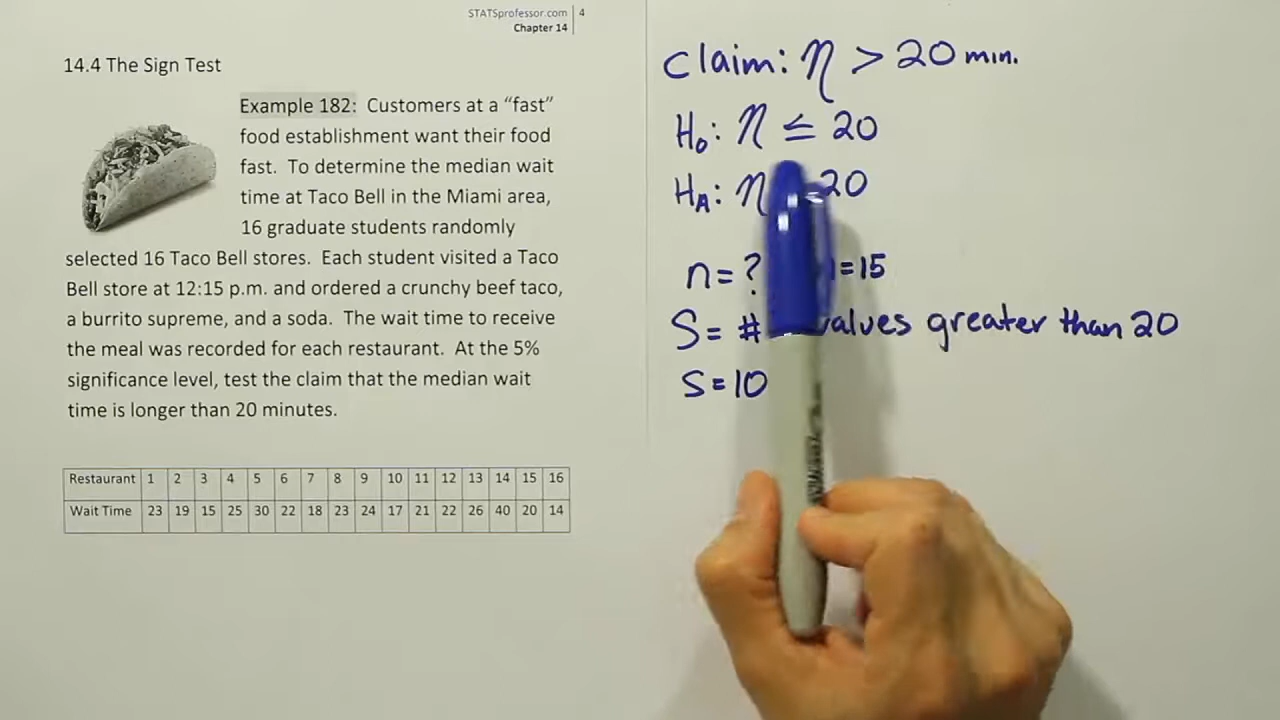 STATSprofessor.com 4
Chapter 14
14.4 The Sign Test
Example 182: Customers at a “fast”
food establishment want their food
fast. To determine the median wait
time at Taco Bell in the Miami area,
16 graduate students randomly
selected 16 Taco Bell stores. Each student visited a Taco
Bell store at 12:15 p.m. and ordered a crunchy beef taco,
a burrito supreme, and a soda. The wait time to receive
the meal was recorded for each restaurant. At the 5%
significance level, test the claim that the median wait
time is longer than 20 minutes.
Restaurant 1 2 3 4 5 6 7 8 9 10 11 12 13 14 15 16
Wait Time 23 19 15 25 30 22 18 23 24 17 21 22 26 40 20 14
Claim: η > 20 min.
H₀: η ≤ 20
H_A: η 20
n = ? =15
S = # values greater than 20
S = 10